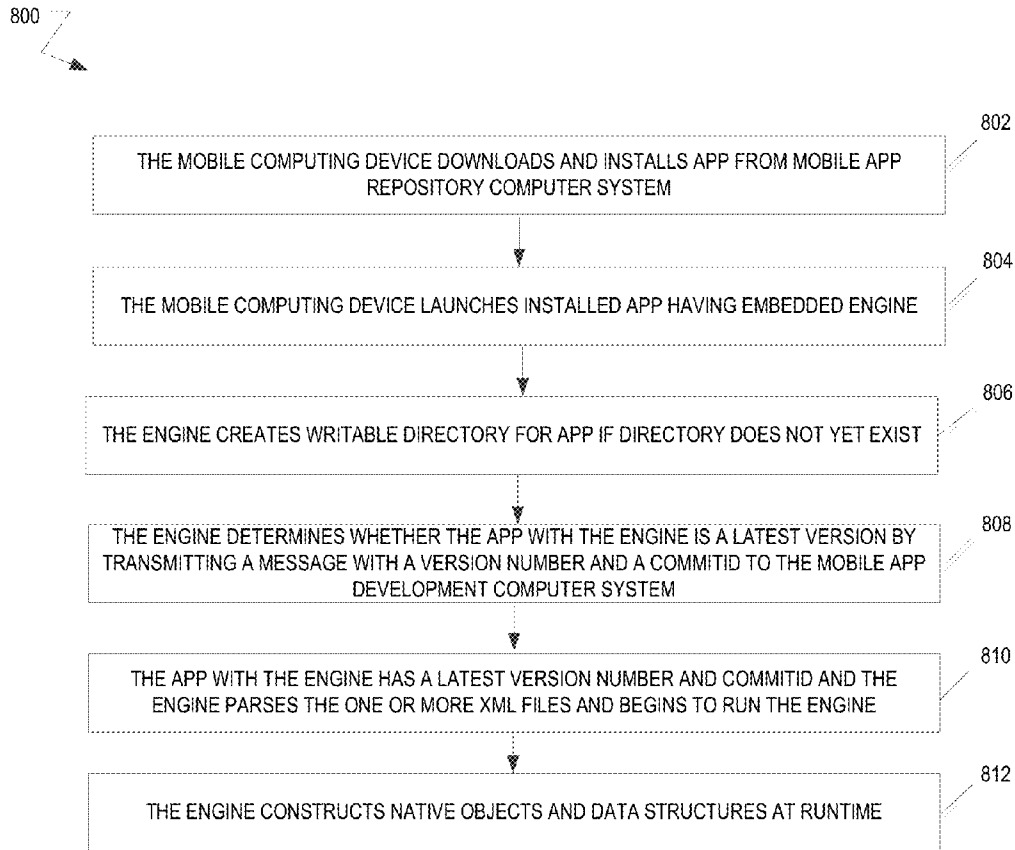 800
802
THE MOBILE COMPUTING DEVICE DOWNLOADS AND INSTALLS APP FROM MOBILE APP
REPOSITORY COMPUTER SYSTEM
804
THE MOBILE COMPUTING DEVICE LAUNCHES INSTALLED APP HAVING EMBEDDED ENGINE
806
THE ENGINE CREATES WRITABLE DIRECTORY FOR APP IF DIRECTORY DOES NOT YET EXIST
808
THE ENGINE DETERMINES WHETHER THE APP WITH THE ENGINE IS A LATEST VERSION BY
TRANSMITTING A MESSAGE WITH A VERSION NUMBER AND A COMMITID TO THE MOBILE APP
DEVELOPMENT COMPUTER SYSTEM
810
THE APP WITH THE ENGINE HAS A LATEST VERSION NUMBER AND COMMITID AND THE
ENGINE PARSES THE ONE OR MORE XML FILES AND BEGINS TO RUN THE ENGINE
812
THE ENGINE CONSTRUCTS NATIVE OBJECTS AND DATA STRUCTURES AT RUNTIME